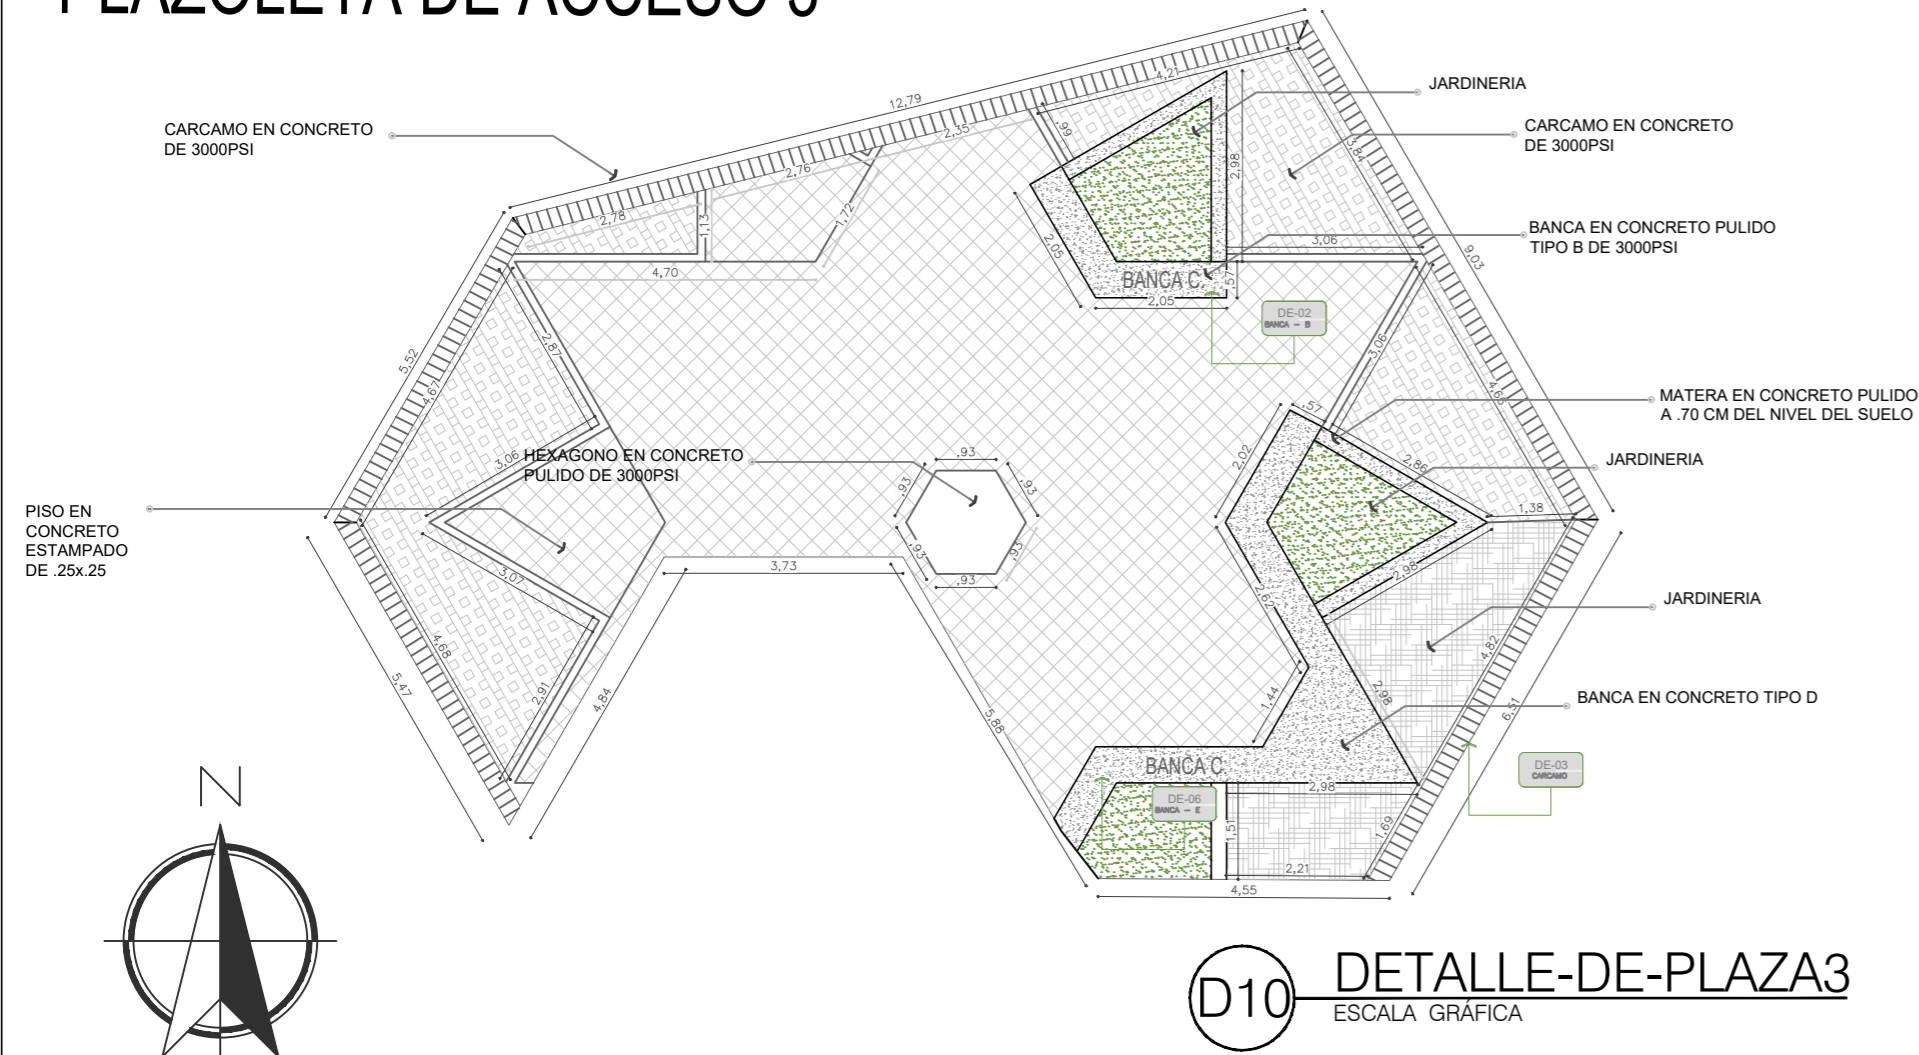 PLAZOLETA DE ACCESO 3
JARDINERIA
CARCAMO EN CONCRETO
DE 3000PSI
CARCAMO EN CONCRETO
DE 3000PSI
BANCA EN CONCRETO PULIDO
TIPO B DE 3000PSI
MATERA EN CONCRETO PULIDO
A .70 CM DEL NIVEL DEL SUELO
JARDINERIA
HEXAGONO EN CONCRETO
PULIDO DE 3000PSI
PISO EN
CONCRETO
ESTAMPADO
DE .25x.25
JARDINERIA
BANCA EN CONCRETO TIPO D
BANCA C
BANCA C
DE-02
BANCA - B
DE-03
CARCAMO
DE-06
BANCA - E
12,79
4,21
2,35
2,76
2,78
1,13
1,72
,99
2,98
3,84
9,03
2,05
2,05
,57
3,06
4,70
5,52
4,67
2,87
3,06
3,07
4,68
5,47
2,91
4,84
3,73
,93
,93
,93
,93
,93
,93
5,88
3,06
4,65
,57
2,02
2,86
1,38
2,98
2,62
4,82
6,51
2,98
1,44
2,98
1,51
1,69
2,21
4,55
N
D10
DETALLE-DE-PLAZA3
ESCALA GRÁFICA